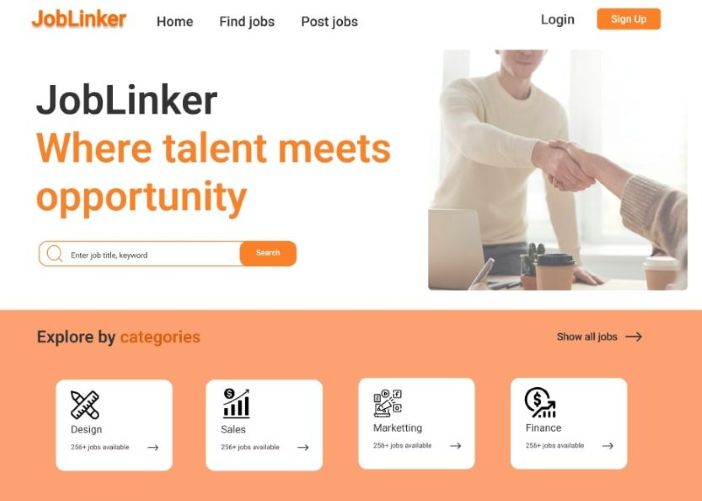 JobLinker
Home
Find jobs
Post jobs
Login
Sign Up
JobLinker
Where talent meets
opportunity
Enter job title, keyword
Search
Explore by categories
Show all jobs
Design
256+ jobs available
Sales
256+ jobs available
Marketting
256+ jobs available
Finance
256+ jobs available